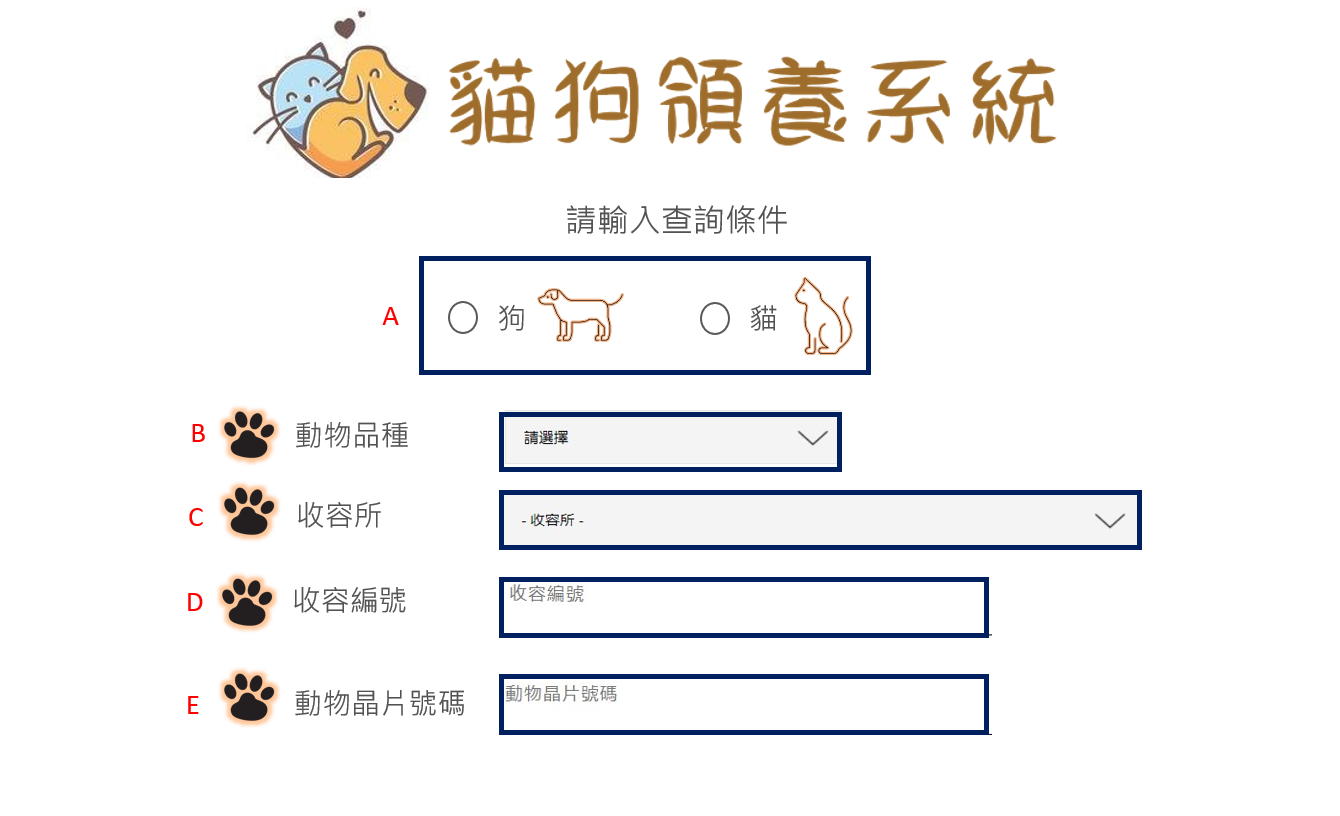 貓狗領養系統
請輸入查詢條件
A 狗 貓
B 動物品種 請選擇
C 收容所 - 收容所 -
D 收容編號 收容編號
E 動物晶片號碼 動物晶片號碼